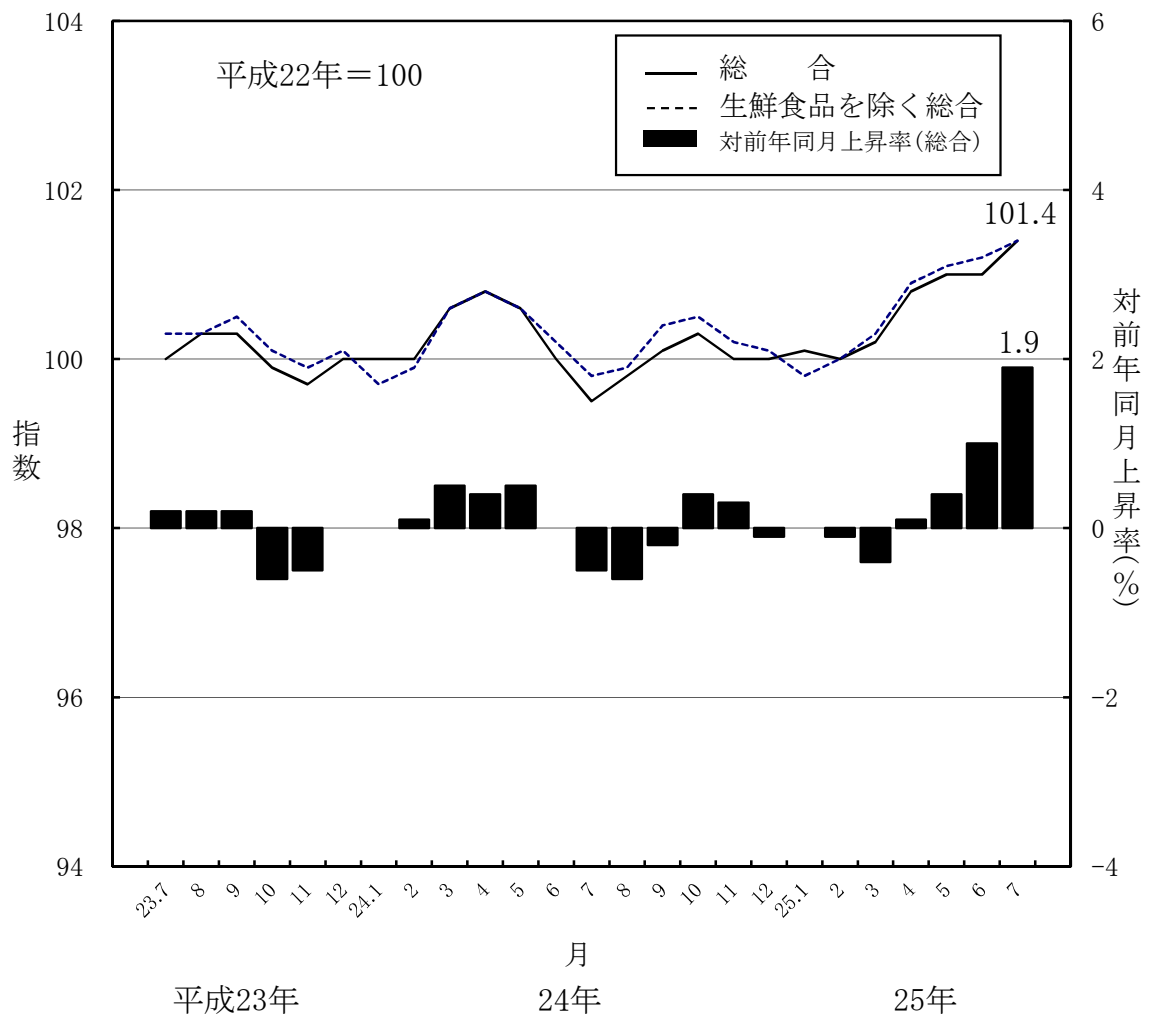 平成22年＝100
総　　合
生鮮食品を除く総合
対前年同月上昇率(総合)
104
102
100
98
96
94
指数
6
4
2
0
-2
-4
対前年同月上昇率(％)
101.4
1.9
23.7 8 9 10 11 12 24.1 2 3 4 5 6 7 8 9 10 11 12 25.1 2 3 4 5 6 7
月
平成23年 24年 25年